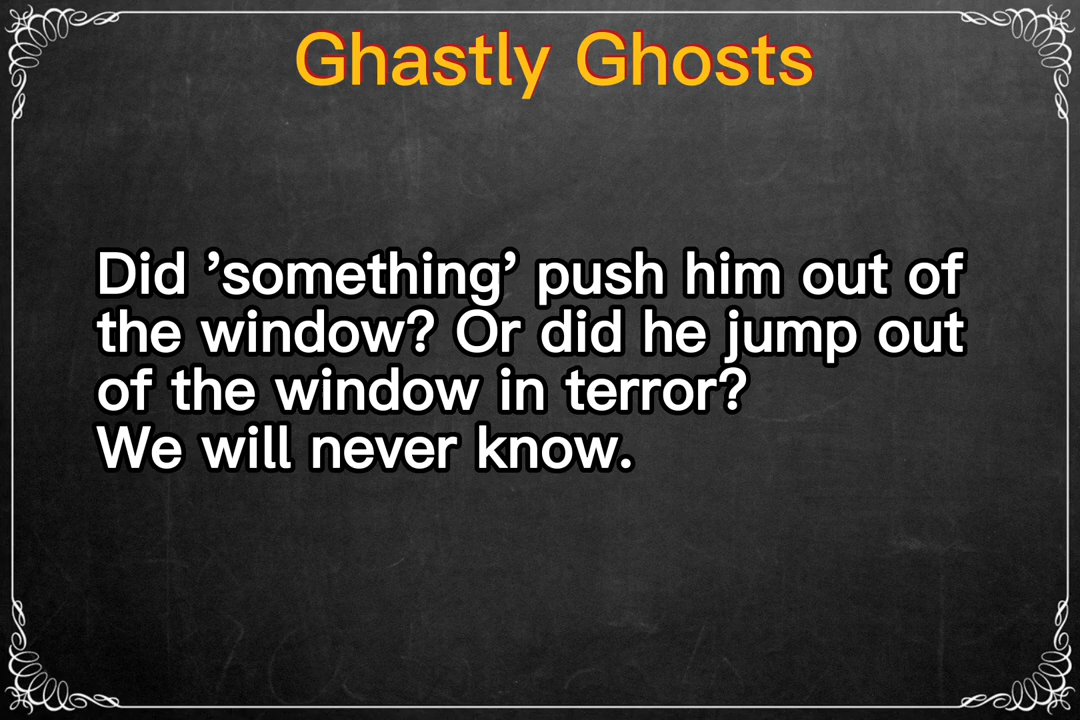 Ghastly Ghosts
Did ’something’ push him out of
the window? Or did he jump out
of the window in terror?
We will never know.